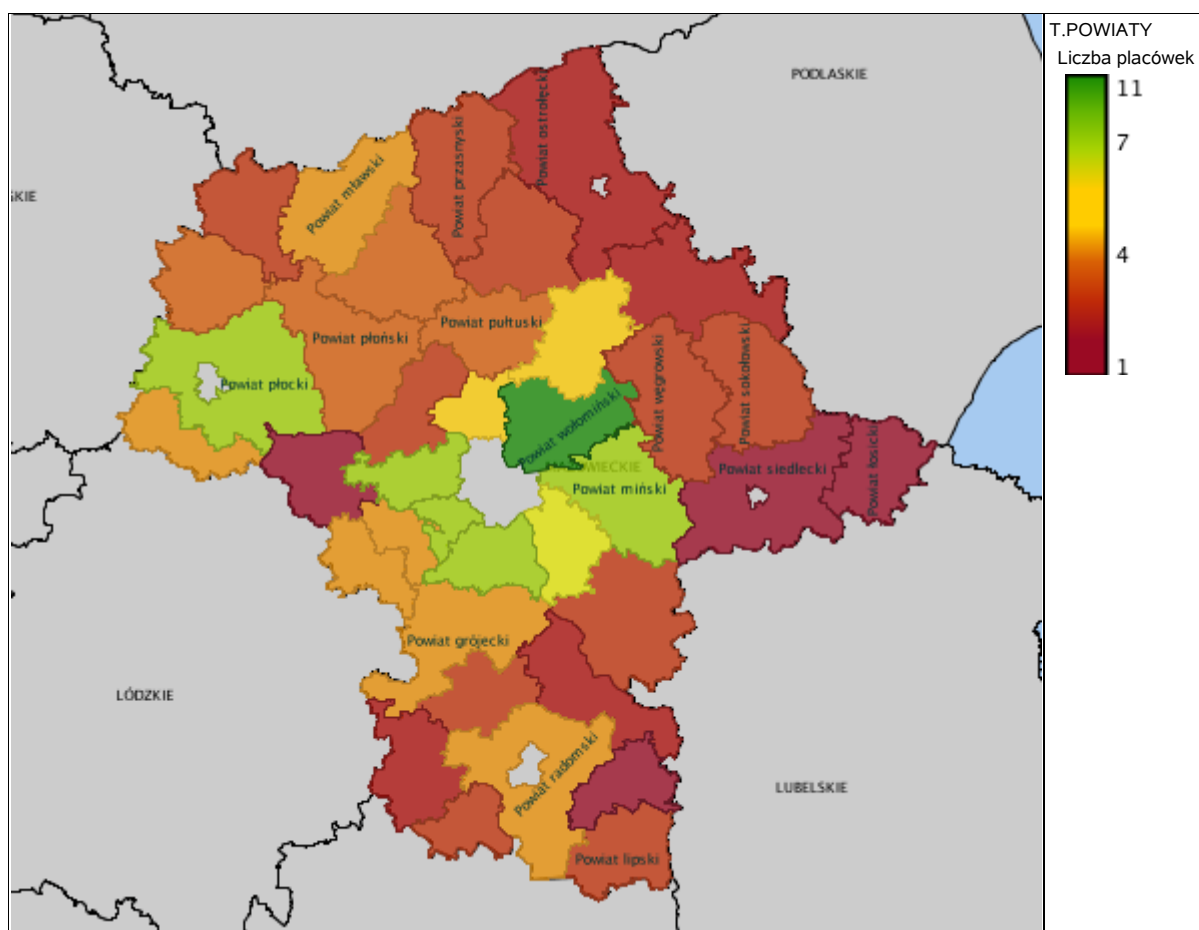 T.POWIATY
Liczba placówek
11
7
4
1
PODLASKIE
SKIE
Powiat ostrołęcki
Powiat przasnyski
Powiat mławski
Powiat pułtuski
Powiat płoński
Powiat węgrowski
Powiat sokołowski
Powiat płocki
Powiat wołomiński
WIECKIE
Powiat siedlecki
Powiat łosicki
Powiat miński
Powiat grójecki
ŁÓDZKIE
Powiat radomski
LUBELSKIE
Powiat lipski